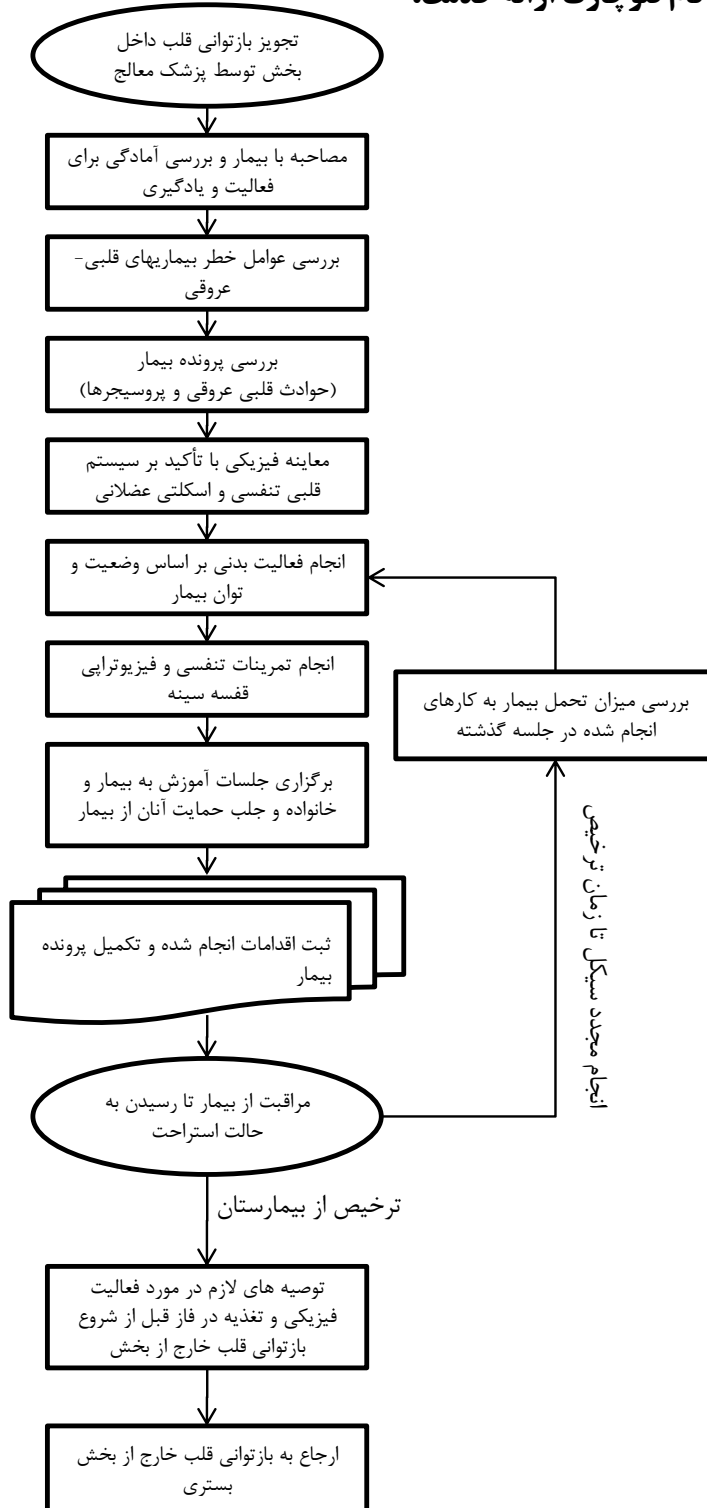 فلوچارت ارائه خدمت
تجویز بازتوانی قلب داخل
بخش توسط پزشک معالج
مصاحبه با بیمار و بررسی آمادگی برای
فعالیت و یادگیری
بررسی عوامل خطر بیماریهای قلبی-
عروقی
بررسی پرونده بیمار
(حوادث قلبی عروقی و پروسیجرها)
معاینه فیزیکی با تأکید بر سیستم
قلبی تنفسی و اسکلتی عضلانی
انجام فعالیت بدنی بر اساس وضعیت و
توان بیمار
انجام تمرینات تنفسی و فیزیوتراپی
قفسه سینه
بررسی میزان تحمل بیمار به کارهای
انجام شده در جلسه گذشته
برگزاری جلسات آموزش به بیمار و
خانواده و جلب حمایت آنان از بیمار
انجام مجدد سیکل تا زمان ترخیص
ثبت اقدامات انجام شده و تکمیل پرونده
بیمار
مراقبت از بیمار تا رسیدن به
حالت استراحت
ترخیص از بیمارستان
توصیه های لازم در مورد فعالیت
فیزیکی و تغذیه در فاز قبل از شروع
بازتوانی قلب خارج از بخش
ارجاع به بازتوانی قلب خارج از بخش
بستری